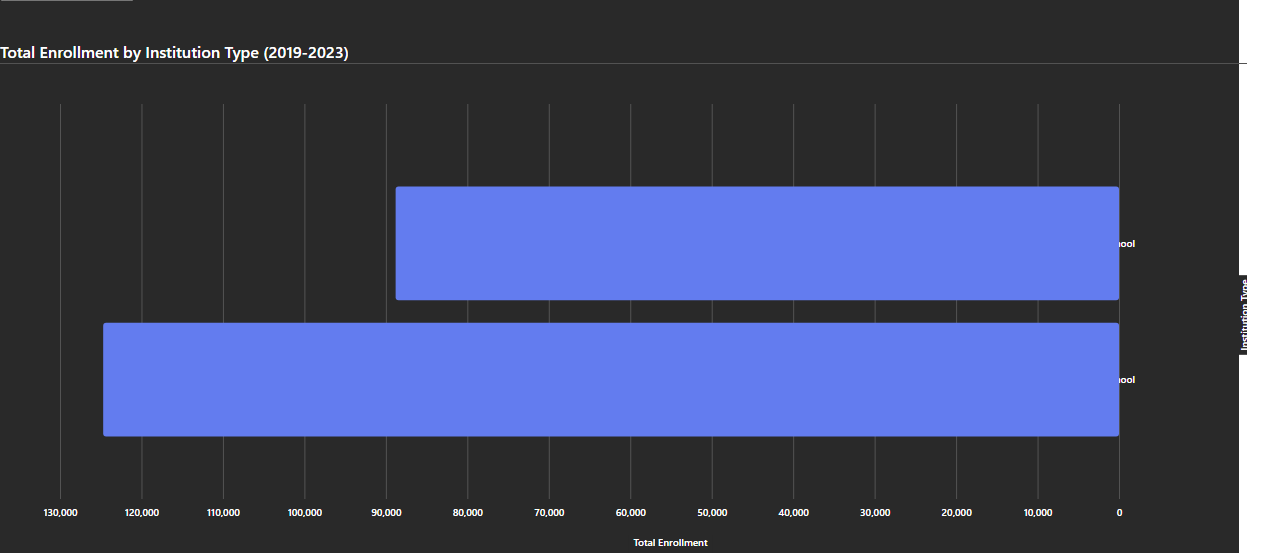 Total Enrollment by Institution Type (2019-2023)
ool
Institution Type
ool
130,000 120,000 110,000 100,000 90,000 80,000 70,000 60,000 50,000 40,000 30,000 20,000 10,000 0
Total Enrollment